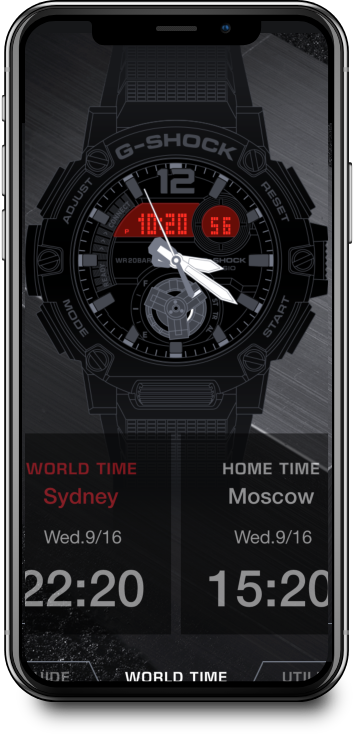 G-SHOCK
ADJUST
RESET
12
P 10:20 56
WR20BAR
SHOCK
MODE
START
WORLD TIME
HOME TIME
Sydney
Moscow
Wed.9/16
Wed.9/16
22:20
15:20
WORLD TIME
UTIL